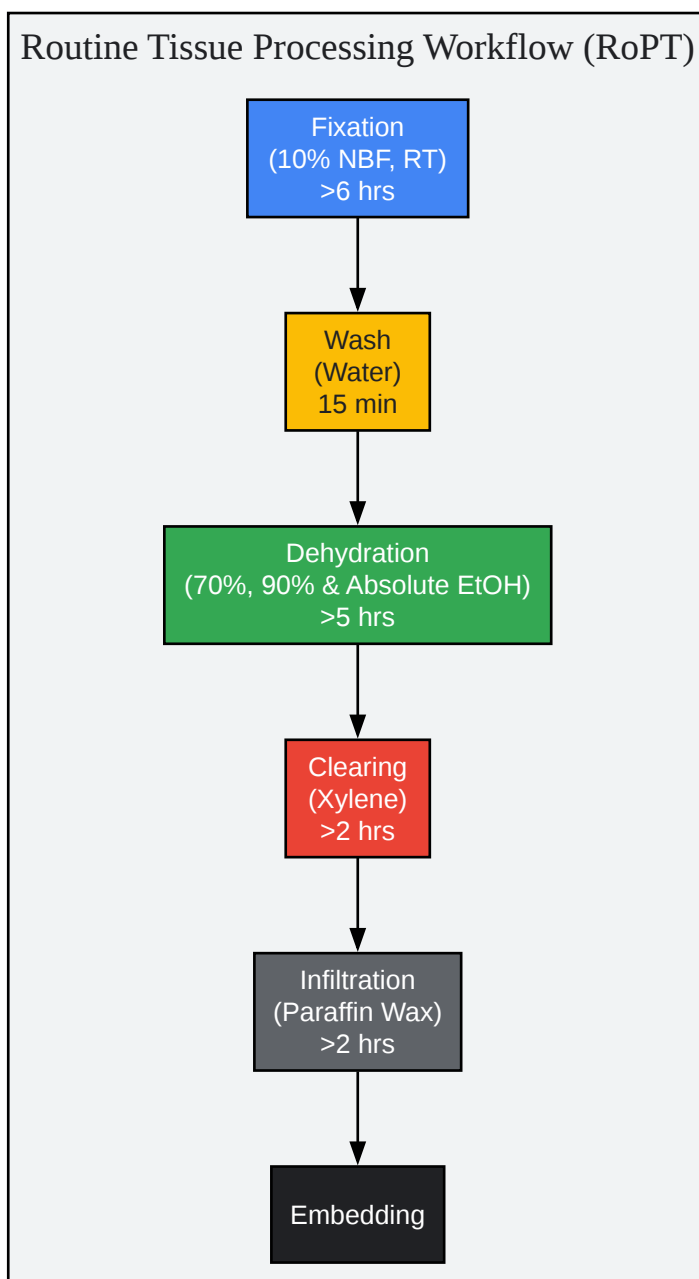 Routine Tissue Processing Workflow (RoPT)
Fixation
(10% NBF, RT)
>6 hrs
Wash
(Water)
15 min
Dehydration
(70%, 90% & Absolute EtOH)
>5 hrs
Clearing
(Xylene)
>2 hrs
Infiltration
(Paraffin Wax)
>2 hrs
Embedding